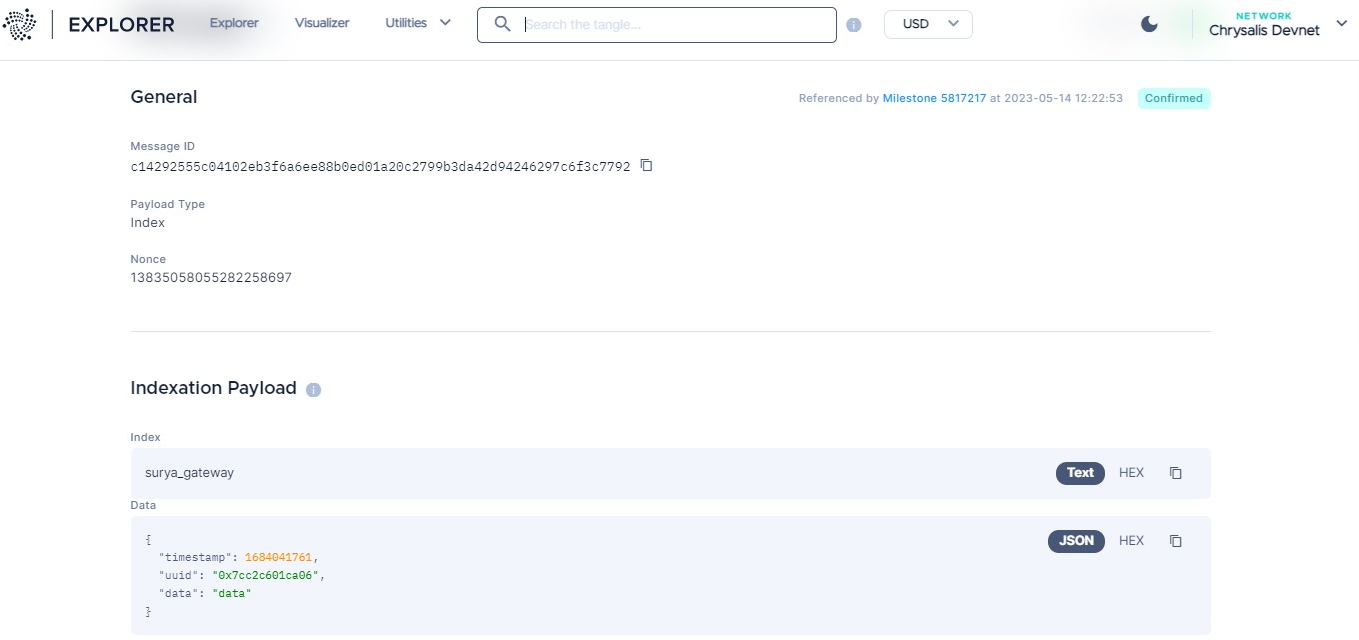 EXPLORER Explorer Visualizer Utilities Search the tangle... USD NETWORK
Chrysalis Devnet
General Referenced by Milestone 5817217 at 2023-05-14 12:22:53 Confirmed
Message ID
c14292555c04102eb3f6a6ee88b0ed01a20c2799b3da42d94246297c6f3c7792
Payload Type
Index
Nonce
13835058055282258697
Indexation Payload
Index
surya_gateway Text HEX
Data
{ JSON HEX
"timestamp": 1684041761,
"uuid": "0x7cc2c601ca06",
"data": "data"
}